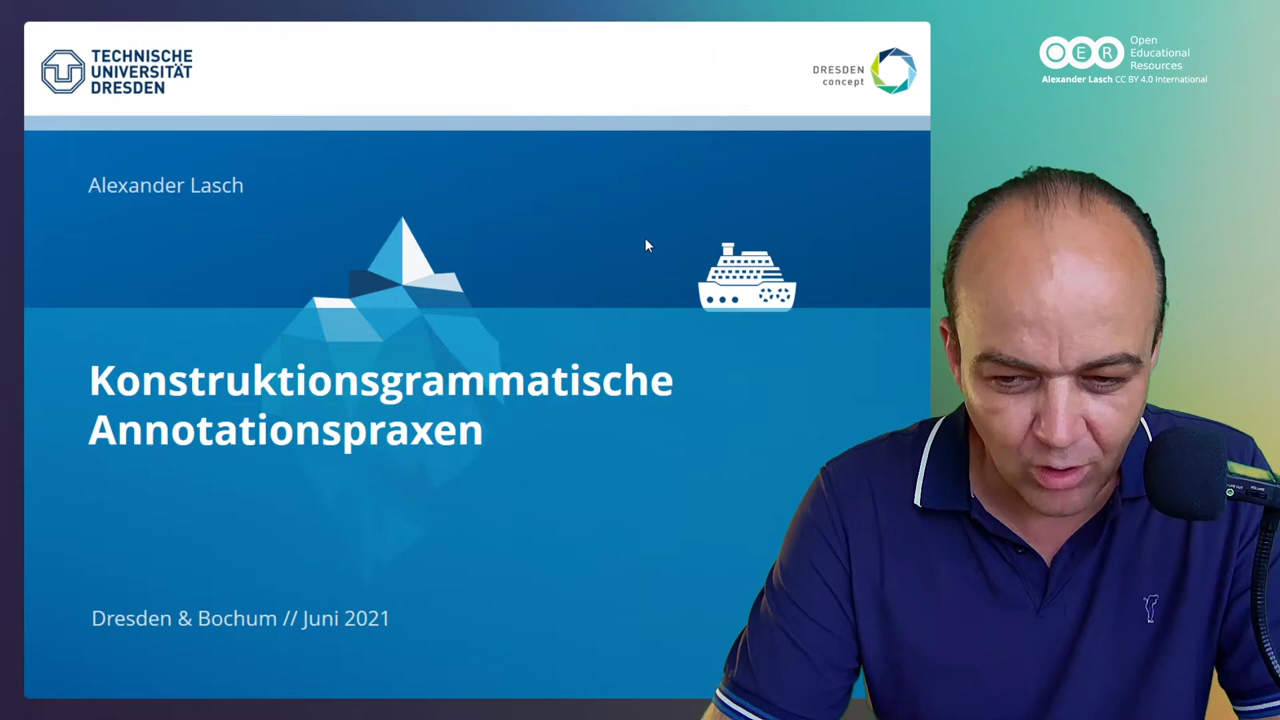 TECHNISCHE
UNIVERSITÄT
DRESDEN
DRESDEN
concept
OER
Open
Educational
Resources
Alexander Lasch CC BY 4.0 International
Alexander Lasch
Konstruktionsgrammatische
Annotationspraxen
Dresden & Bochum // Juni 2021